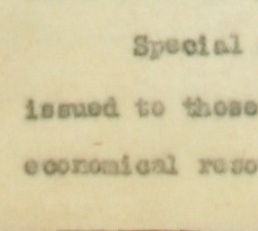 Special
issued to those
economical reso